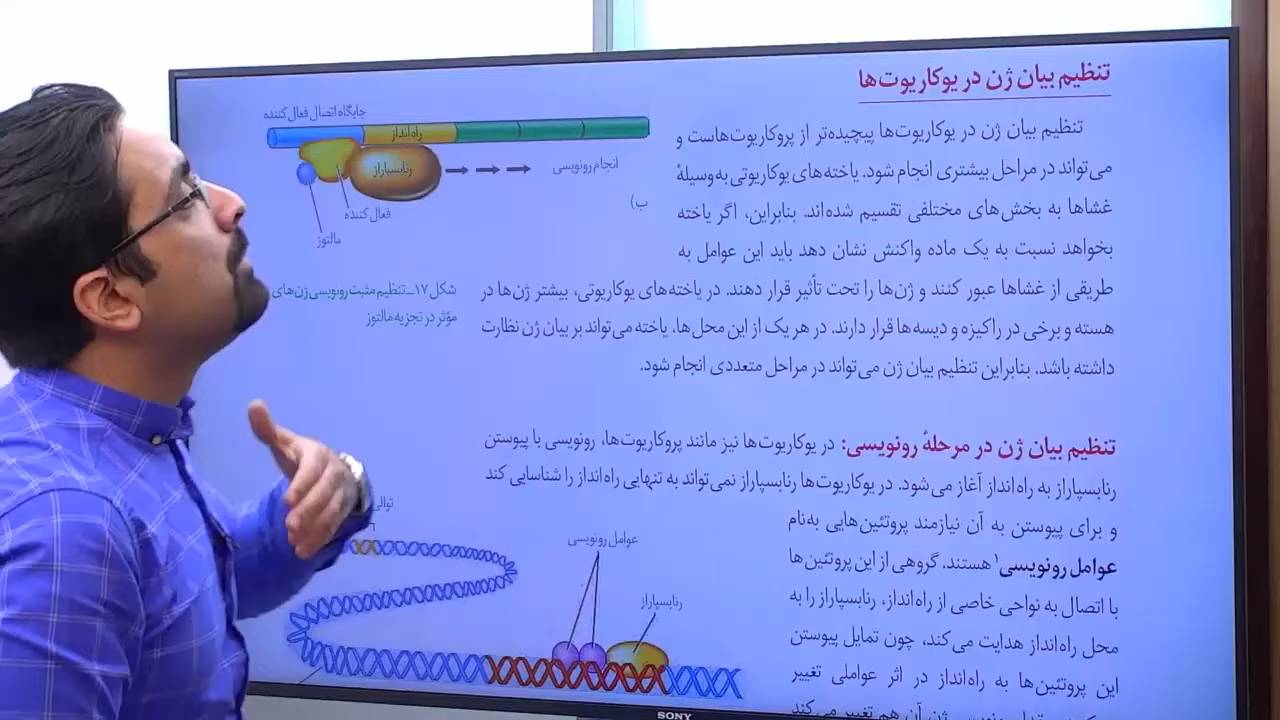 تنظیم بیان ژن در یوکاریوت‌ها
تنظیم بیان ژن در یوکاریوت‌ها پیچیده‌تر از پروکاریوت‌هاست و
می‌تواند در مراحل بیشتری انجام شود. یاخته‌های یوکاریوتی به‌وسیلهٔ
غشاها به بخش‌های مختلفی تقسیم شده‌اند. بنابراین، اگر یاخته
بخواهد نسبت به یک ماده واکنش نشان دهد باید این عوامل به
طریقی از غشاها عبور کنند و ژن‌ها را تحت تأثیر قرار دهند. در یاخته‌های یوکاریوتی، بیشتر ژن‌ها در
هسته و برخی در راکیزه و دیسه‌ها قرار دارند. در هر یک از این محل‌ها، یاخته می‌تواند بر بیان ژن نظارت
داشته باشد. بنابراین تنظیم بیان ژن می‌تواند در مراحل متعددی انجام شود.
جایگاه اتصال فعال کننده
راه‌انداز
رنابسپاراز
انجام رونویسی
فعال کننده
مالتوز
ب)
شکل ۱۷ــ تنظیم مثبت رونویسی ژن‌های
مؤثر در تجزیه مالتوز
تنظیم بیان ژن در مرحلهٔ رونویسی: در یوکاریوت‌ها نیز مانند پروکاریوت‌ها، رونویسی با پیوستن
رنابسپاراز به راه‌انداز آغاز می‌شود. در یوکاریوت‌ها رنابسپاراز نمی‌تواند به تنهایی راه‌انداز را شناسایی کند
و برای پیوستن به آن نیازمند پروتئین‌هایی به‌نام
عوامل رونویسی۱ هستند. گروهی از این پروتئین‌ها
با اتصال به نواحی خاصی از راه‌انداز، رنابسپاراز را به
محل راه‌انداز هدایت می‌کند، چون تمایل پیوستن
این پروتئین‌ها به راه‌انداز در اثر عواملی تغییر
رونویسی ژن آن هم تغییر می‌کند
توالی
عوامل رونویسی
رنابسپاراز
SONY